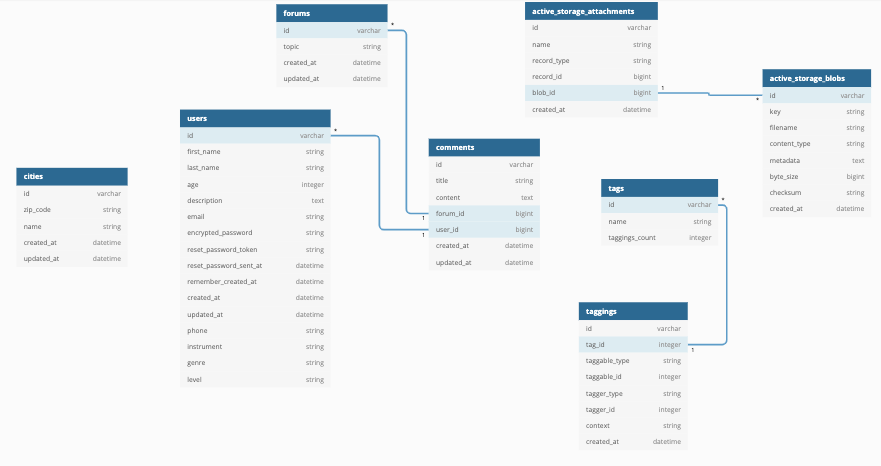 forums
id varchar
topic string
created_at datetime
updated_at datetime
*
active_storage_attachments
id varchar
name string
record_type string
record_id bigint
blob_id bigint
created_at datetime
1
*
active_storage_blobs
id varchar
key string
filename string
content_type string
metadata text
byte_size bigint
checksum string
created_at datetime
users
id varchar
first_name string
last_name string
age integer
description text
email string
encrypted_password string
reset_password_token string
reset_password_sent_at datetime
remember_created_at datetime
created_at datetime
updated_at datetime
phone string
instrument string
genre string
level string
*
comments
id varchar
title string
content text
forum_id bigint
user_id bigint
created_at datetime
updated_at datetime
1
1
cities
id varchar
zip_code string
name string
created_at datetime
updated_at datetime
tags
id varchar
name string
taggings_count integer
*
taggings
id varchar
tag_id integer
taggable_type string
taggable_id integer
tagger_type string
tagger_id integer
context string
created_at datetime
1